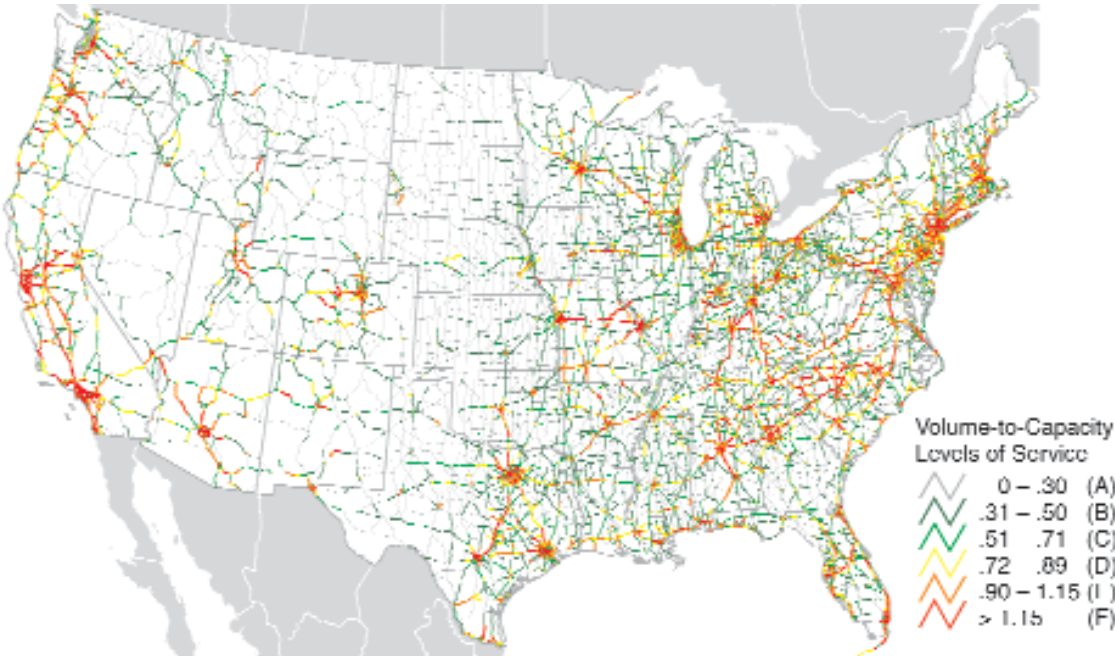 Volume-to-Capacity
Levels of Service
0 – .30 (A)
.31 – .50 (B)
.51 .71 (C)
.72 .89 (D)
.90 – 1.15 ( )
> 1.15 (F)